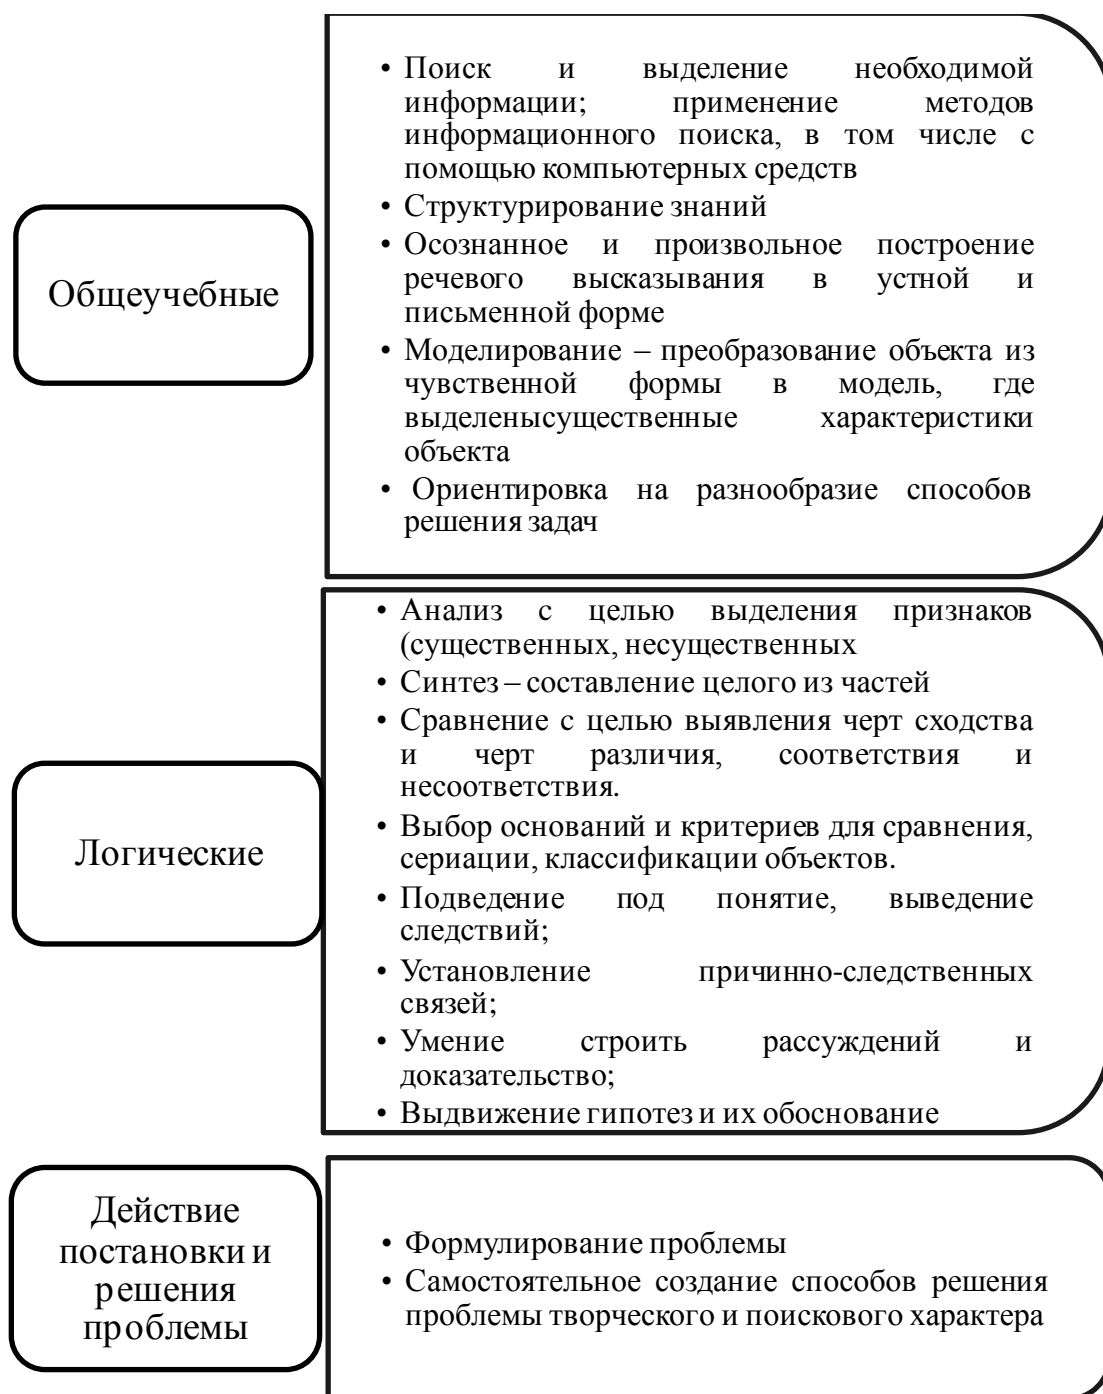 Общеучебные
• Поиск и выделение необходимой
информации; применение методов
информационного поиска, в том числе с
помощью компьютерных средств
• Структурирование знаний
• Осознанное и произвольное построение
речевого высказывания в устной и
письменной форме
• Моделирование – преобразование объекта из
чувственной формы в модель, где
выделенысущественные характеристики
объекта
• Ориентировка на разнообразие способов
решения задач
Логические
• Анализ с целью выделения признаков
(существенных, несущественных
• Синтез – составление целого из частей
• Сравнение с целью выявления черт сходства
и черт различия, соответствия и
несоответствия.
• Выбор оснований и критериев для сравнения,
сериации, классификации объектов.
• Подведение под понятие, выведение
следствий;
• Установление причинно-следственных
связей;
• Умение строить рассуждений и
доказательство;
• Выдвижение гипотез и их обоснование
Действие
постановки и
решения
проблемы
• Формулирование проблемы
• Самостоятельное создание способов решения
проблемы творческого и поискового характера